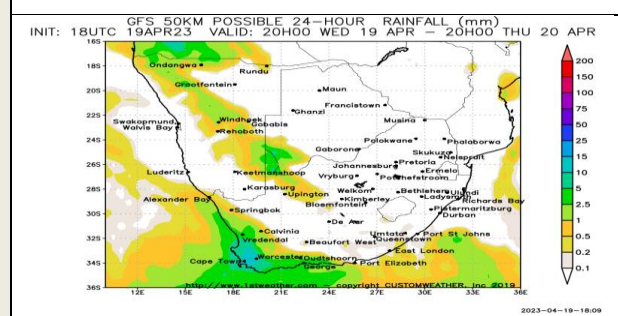 GFS 50KM POSSIBLE 24-HOUR RAINFALL (mm)
INIT: 18UTC 19APR23 VALID: 20H00 WED 19 APR - 20H00 THU 20 APR
16S
Ondangwa
Rundu
18S
Grootfontein
20S
Maun
Francistown
Ghanzi
22S
Windhoek
Gobabis
Swakopmund
Walvis Bay
Rehoboth
Musina
24S
Polokwane
Phalaborwa
Gaborone
Skukuza
Nelspruit
26S
Johannesburg
Pretoria
Luderitz
Keetmanshoop
Vryburg
Ermelo
Potchefstroom
28S
Karasburg
Upington
Welkom
Kimberley
Bethlehem
Ulundi
Ladysmith
Alexander Bay
Bloemfontein
Richards Bay
30S
Springbok
Pietermaritzburg
Durban
De Aar
32S
Calvinia
Vredendal
Beaufort West
Umtata
Queenstown
Port St Johns
East London
34S
Cape Town
Worcester
Oudtshoorn
George
Port Elizabeth
36S
http://www.1stweather.com - copyright CUSTOMWEATHER, Inc 2019
12E 15E 18E 21E 24E 27E 30E 33E 36E
200
150
100
75
50
25
15
10
5
2.5
1
0.5
0.2
0.1
2023-04-19-18:09